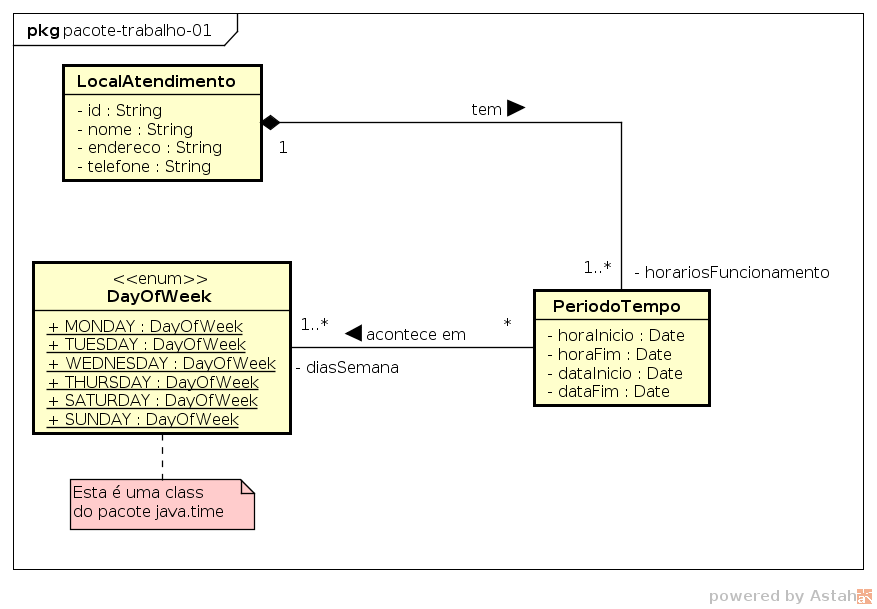 pkg pacote-trabalho-01
LocalAtendimento
- id : String
- nome : String
- endereco : String
- telefone : String
tem
1
1..*
- horariosFuncionamento
<<enum>>
DayOfWeek
+ MONDAY : DayOfWeek
+ TUESDAY : DayOfWeek
+ WEDNESDAY : DayOfWeek
+ THURSDAY : DayOfWeek
+ SATURDAY : DayOfWeek
+ SUNDAY : DayOfWeek
1..*
acontece em
*
- diasSemana
PeriodoTempo
- horaInicio : Date
- horaFim : Date
- dataInicio : Date
- dataFim : Date
Esta é uma class
do pacote java.time
powered by Astah